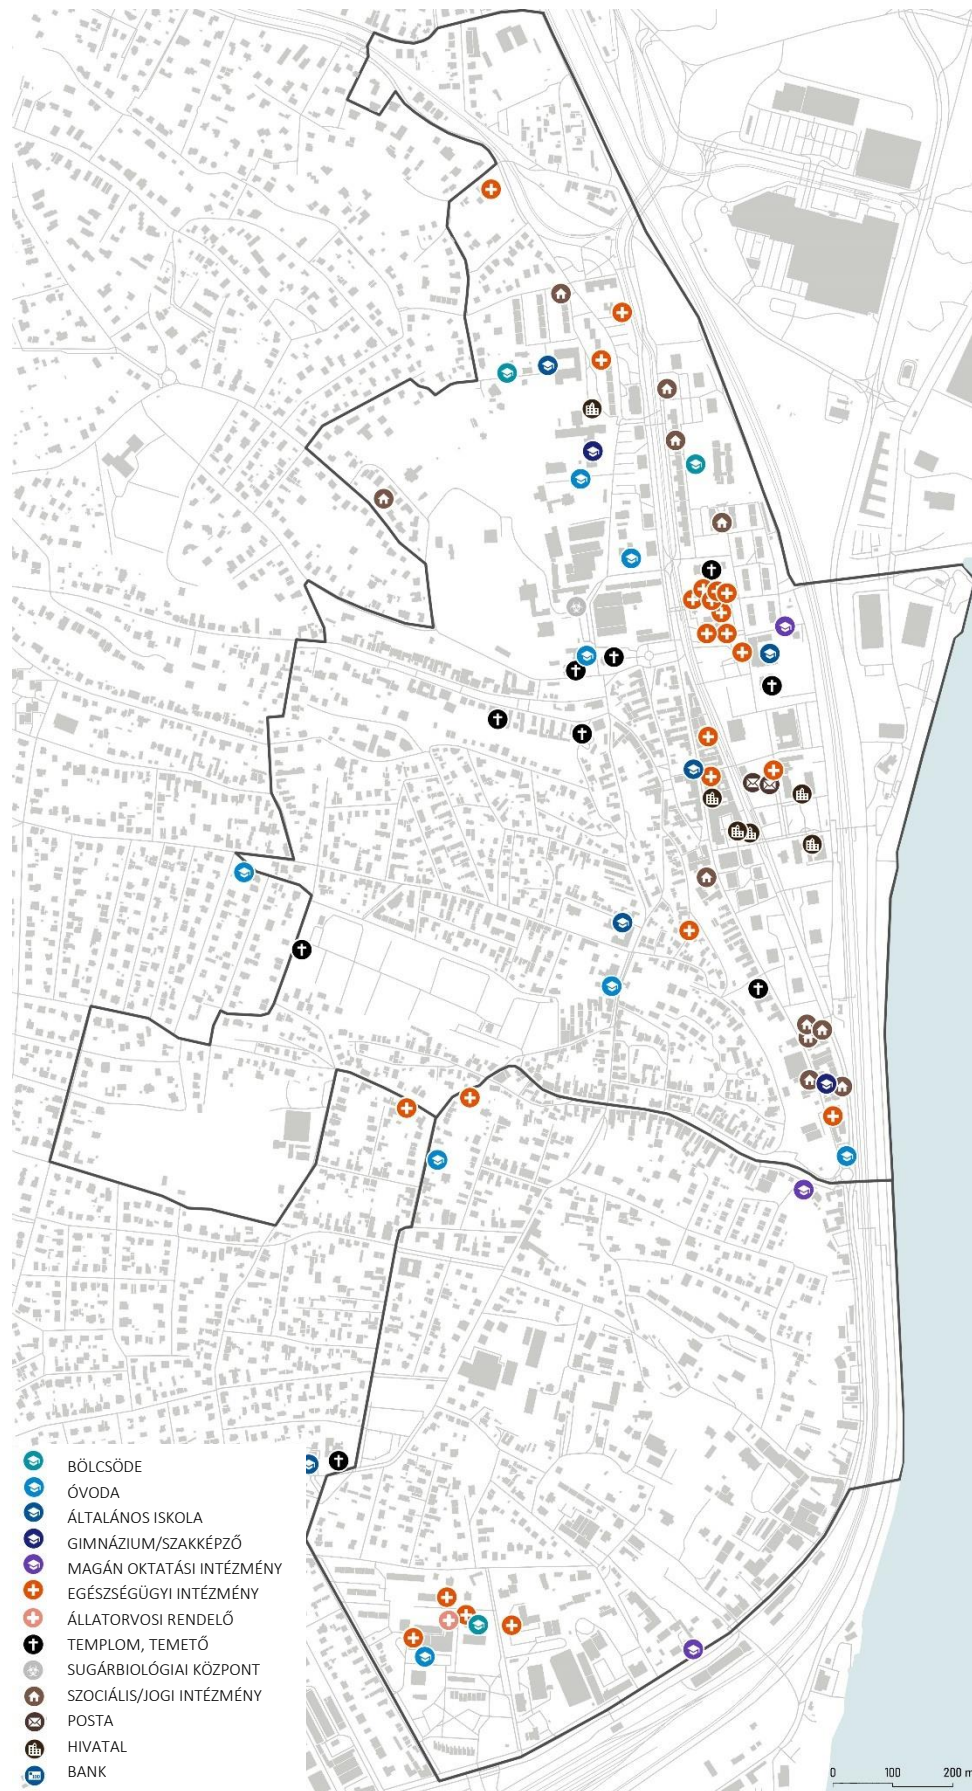 BÖLCSÖDE
ÓVODA
ÁLTALÁNOS ISKOLA
GIMNÁZIUM/SZAKKÉPZŐ
MAGÁN OKTATÁSI INTÉZMÉNY
EGÉSZSÉGÜGYI INTÉZMÉNY
ÁLLATORVOSI RENDELŐ
TEMPLOM, TEMETŐ
SUGÁRBIOLÓGIAI KÖZPONT
SZOCIÁLIS/JOGI INTÉZMÉNY
POSTA
HIVATAL
BANK
0 100 200 m